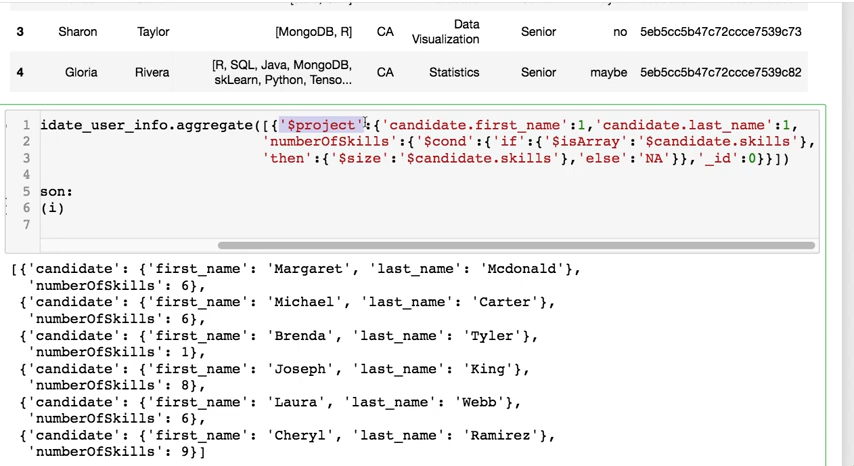 3 Sharon Taylor [MongoDB, R] CA Data Visualization Senior no 5eb5cc5b47c72ccce7539c73
4 Gloria Rivera [R, SQL, Java, MongoDB, skLearn, Python, Tenso... CA Statistics Senior maybe 5eb5cc5b47c72ccce7539c82
1 idate_user_info.aggregate([{'$project':{'candidate.first_name':1,'candidate.last_name':1,
2 'numberOfSkills':{'$cond':{'if':{'$isArray':'$candidate.skills'},
3 'then':{'$size':'$candidate.skills'},'else':'NA'}},'_id':0}}])
4
5 son:
6 (i)
7
[{'candidate': {'first_name': 'Margaret', 'last_name': 'Mcdonald'},
'numberOfSkills': 6},
{'candidate': {'first_name': 'Michael', 'last_name': 'Carter'},
'numberOfSkills': 6},
{'candidate': {'first_name': 'Brenda', 'last_name': 'Tyler'},
'numberOfSkills': 1},
{'candidate': {'first_name': 'Joseph', 'last_name': 'King'},
'numberOfSkills': 8},
{'candidate': {'first_name': 'Laura', 'last_name': 'Webb'},
'numberOfSkills': 6},
{'candidate': {'first_name': 'Cheryl', 'last_name': 'Ramirez'},
'numberOfSkills': 9}]